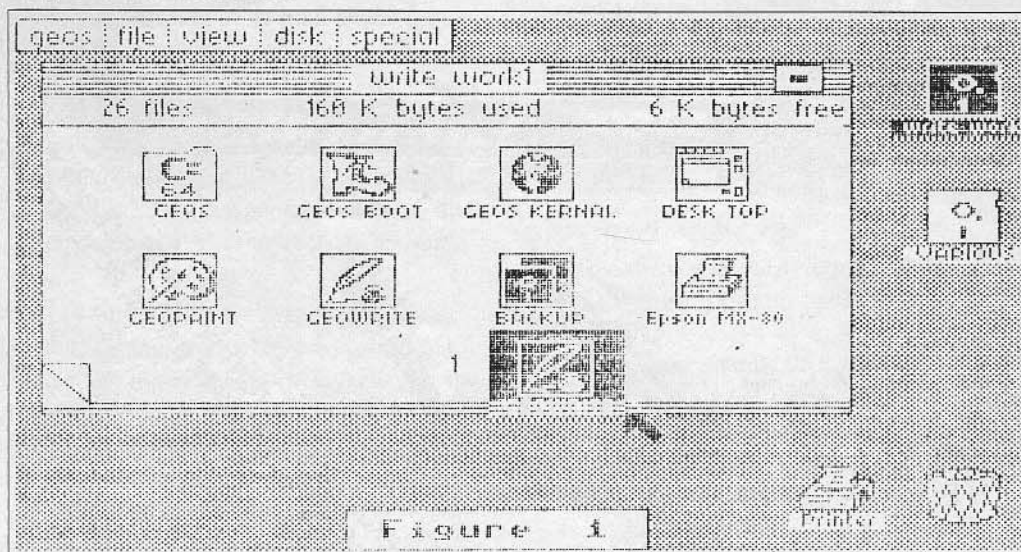 geos file view disk special
write work1
26 files 160 K bytes used 6 K bytes free
C= 64
GEOS GEOS BOOT GEOS KERNAL DESK TOP
GEOPAINT GEOWRITE BACKUP Epson MX-80
1
VARIOUS
Printer
Figure 1